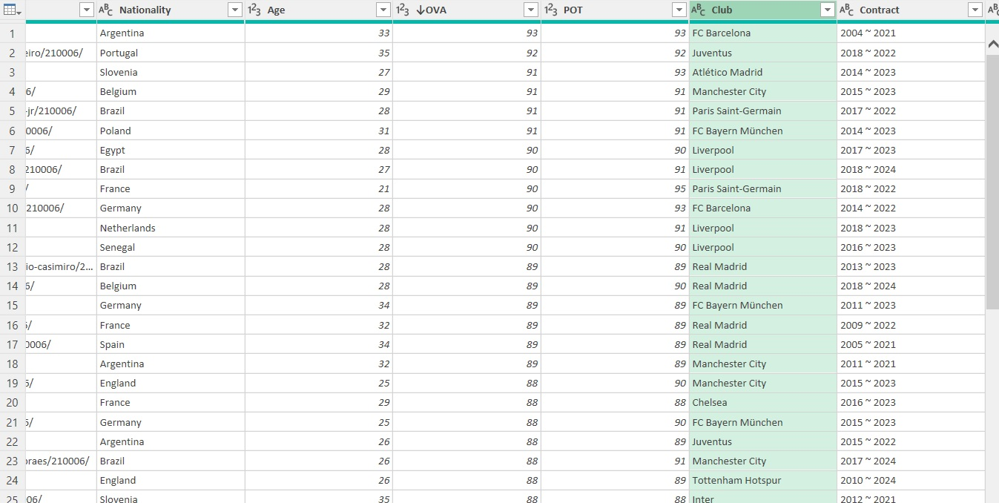 ABC Nationality 123 Age 123 ↓OVA 123 POT ABC Club ABC Contract AB
1 Argentina 33 93 93 FC Barcelona 2004 ~ 2021
2 eiro/210006/ Portugal 35 92 92 Juventus 2018 ~ 2022
3 Slovenia 27 91 93 Atlético Madrid 2014 ~ 2023
4 6/ Belgium 29 91 91 Manchester City 2015 ~ 2023
5 -jr/210006/ Brazil 28 91 91 Paris Saint-Germain 2017 ~ 2022
6 0006/ Poland 31 91 91 FC Bayern München 2014 ~ 2023
7 6/ Egypt 28 90 90 Liverpool 2017 ~ 2023
8 210006/ Brazil 27 90 91 Liverpool 2018 ~ 2024
9 / France 21 90 95 Paris Saint-Germain 2018 ~ 2022
10 210006/ Germany 28 90 93 FC Barcelona 2014 ~ 2022
11 Netherlands 28 90 91 Liverpool 2018 ~ 2023
12 Senegal 28 90 90 Liverpool 2016 ~ 2023
13 io-casimiro/2... Brazil 28 89 89 Real Madrid 2013 ~ 2023
14 6/ Belgium 28 89 90 Real Madrid 2018 ~ 2024
15 Germany 34 89 89 FC Bayern München 2011 ~ 2023
16 6/ France 32 89 89 Real Madrid 2009 ~ 2022
17 0006/ Spain 34 89 89 Real Madrid 2005 ~ 2021
18 Argentina 32 89 89 Manchester City 2011 ~ 2021
19 6/ England 25 88 90 Manchester City 2015 ~ 2023
20 France 29 88 88 Chelsea 2016 ~ 2023
21 6/ Germany 25 88 90 FC Bayern München 2015 ~ 2023
22 Argentina 26 88 89 Juventus 2015 ~ 2022
23 oraes/210006/ Brazil 26 88 91 Manchester City 2017 ~ 2024
24 England 26 88 89 Tottenham Hotspur 2010 ~ 2024
25 06/ Slovenia 35 88 88 Inter 2012 ~ 2021